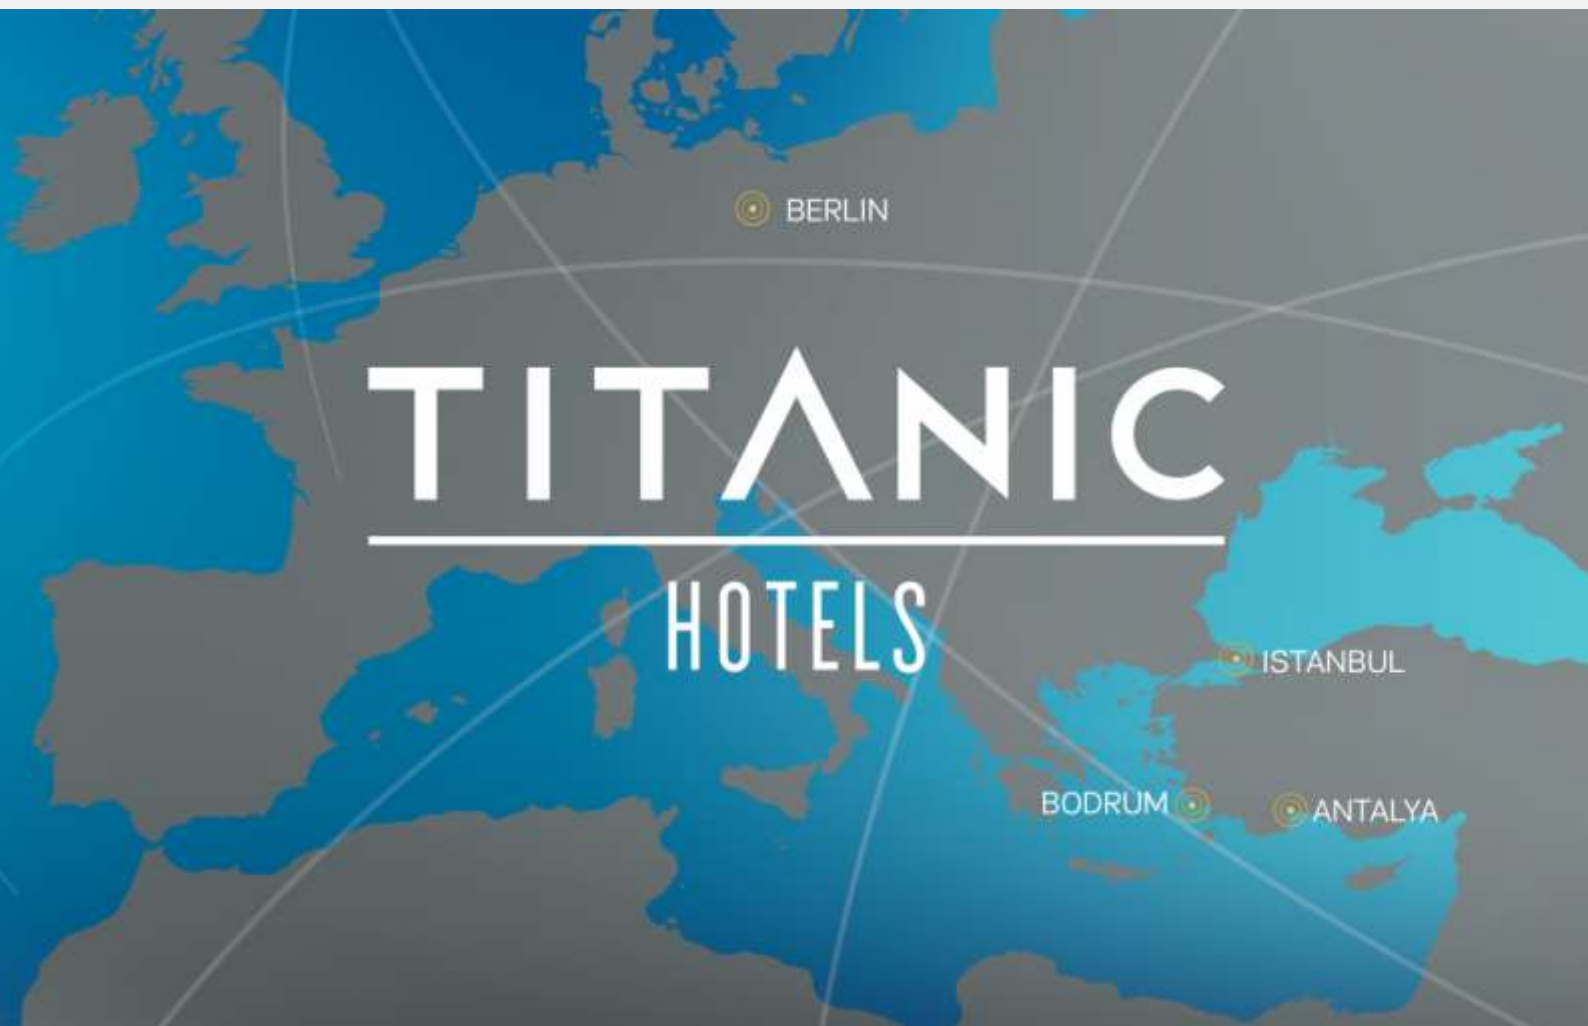 BERLIN
TITANIC
HOTELS
ISTANBUL
BODRUM
ANTALYA